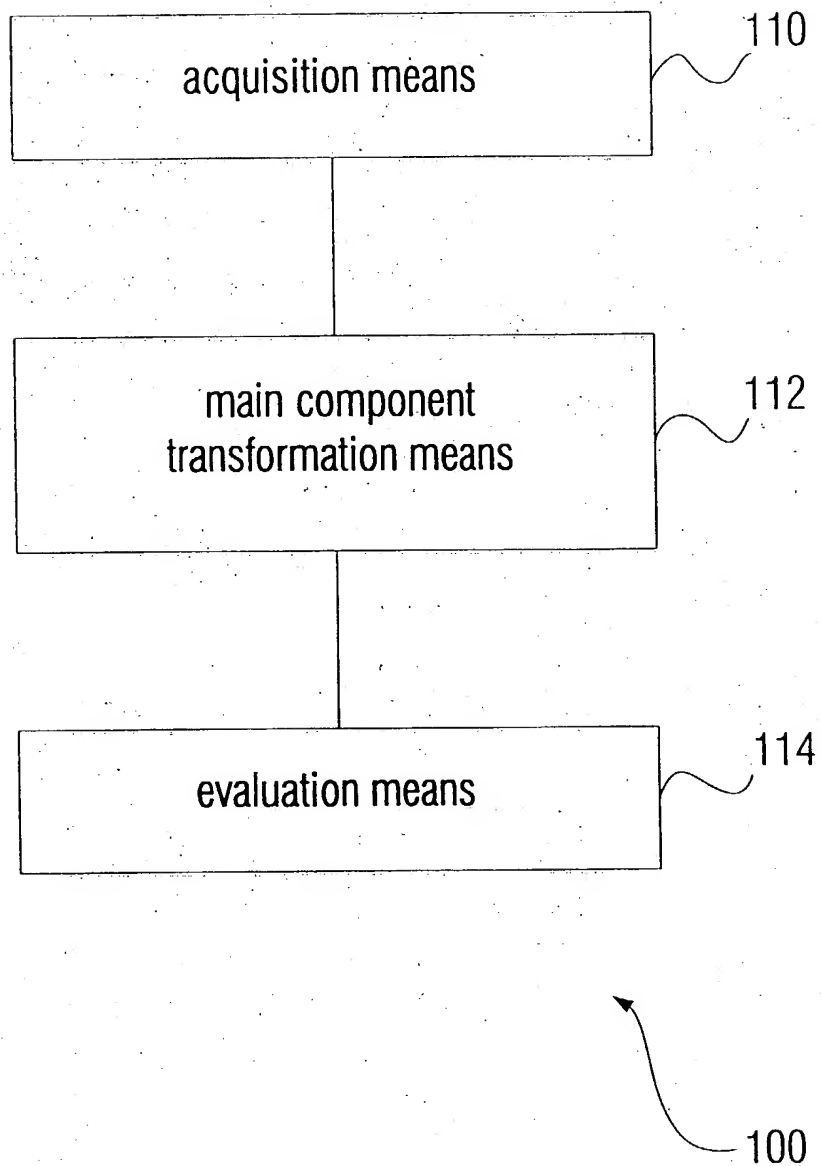 110
acquisition means
112
main component
transformation means
114
evaluation means
100